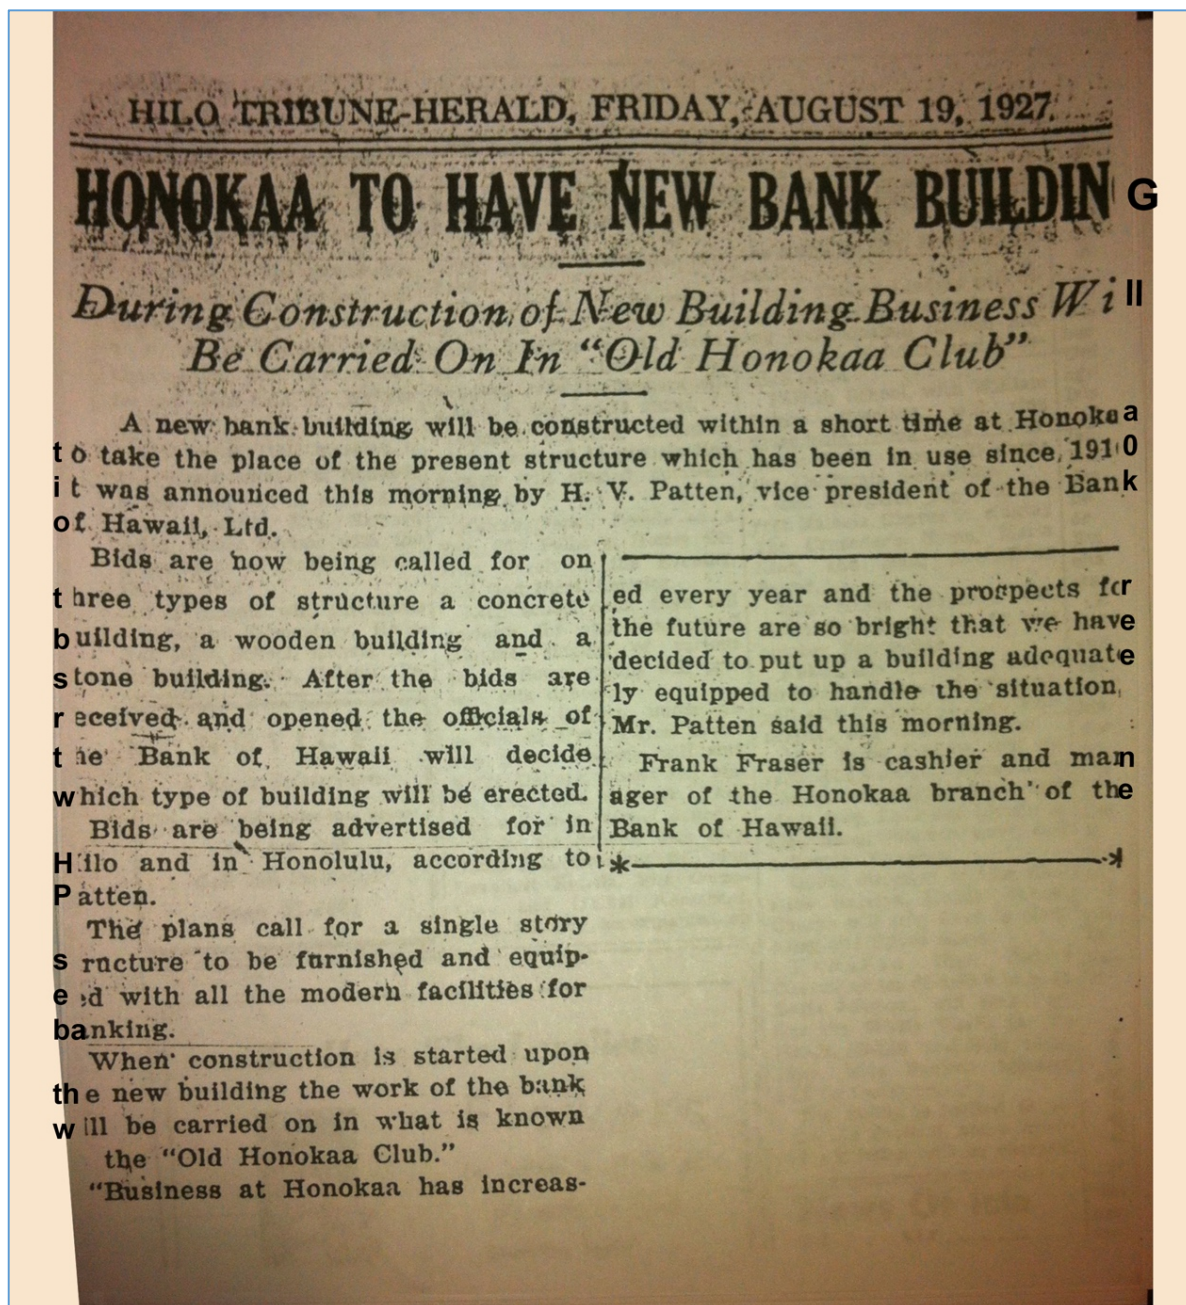 HILO TRIBUNE-HERALD, FRIDAY, AUGUST 19, 1927.
HONOKAA TO HAVE NEW BANK BUILDING
During Construction of New Building Business Will
Be Carried On In "Old Honokaa Club"
A new bank building will be constructed within a short time at Honokaa
to take the place of the present structure which has been in use since 1910
it was announced this morning by H. V. Patten, vice president of the Bank
of Hawaii, Ltd.
Bids are now being called for on
three types of structure a concrete
building, a wooden building and a
stone building. After the bids are
received and opened the officials of
the Bank of Hawaii will decide
which type of building will be erected.
Bids are being advertised for in
Hilo and in Honolulu, according to
Patten.
The plans call for a single story
sructure to be furnished and equip-
ed with all the modern facilities for
banking.
When construction is started upon
the new building the work of the bank
will be carried on in what is known
the "Old Honokaa Club."
"Business at Honokaa has increas-
ed every year and the prospects for
the future are so bright that we have
decided to put up a building adequate
ly equipped to handle the situation,
Mr. Patten said this morning.
Frank Fraser is cashier and man
ager of the Honokaa branch of the
Bank of Hawaii.